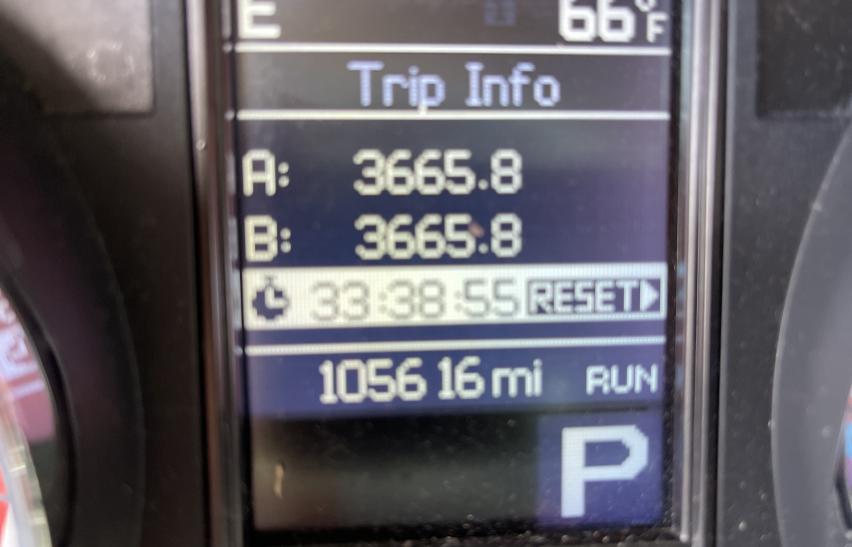 E 66°F
Trip Info
A: 3665.8
B: 3665.8
33:38:55 RESET
105616 mi RUN
P